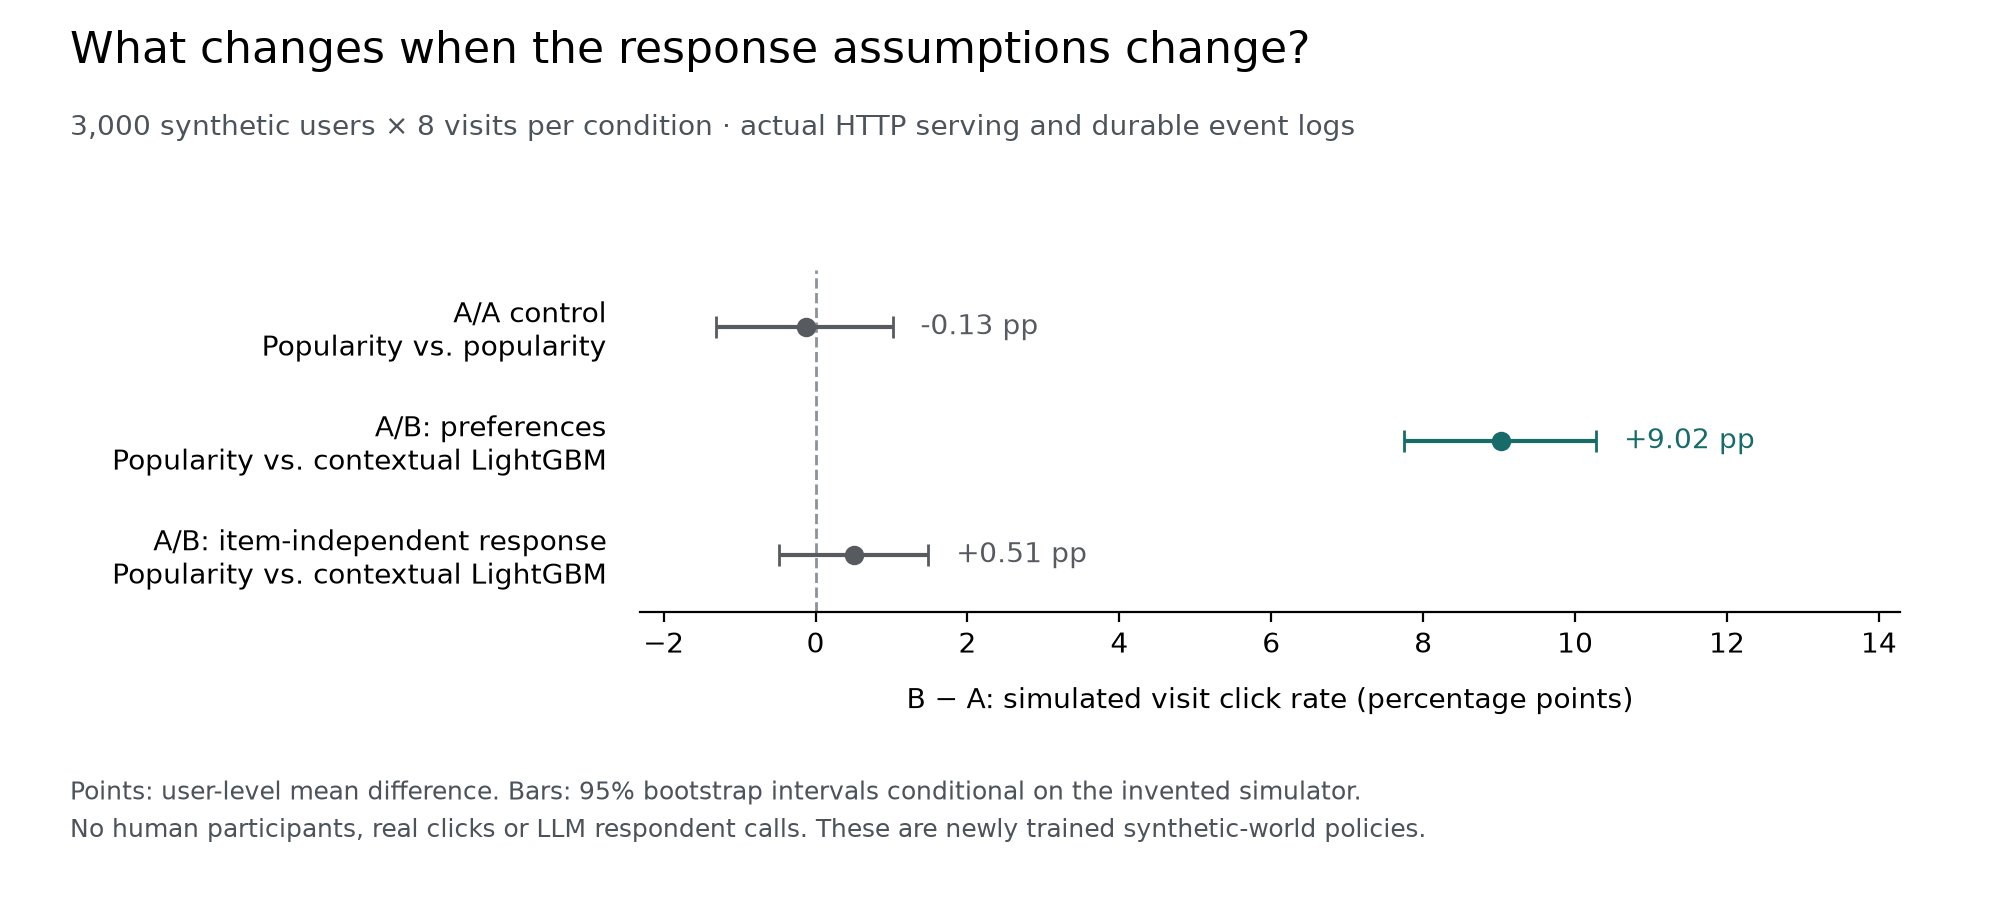 What changes when the response assumptions change?
3,000 synthetic users × 8 visits per condition · actual HTTP serving and durable event logs
A/A control
Popularity vs. popularity
-0.13 pp
A/B: preferences
Popularity vs. contextual LightGBM
+9.02 pp
A/B: item-independent response
Popularity vs. contextual LightGBM
+0.51 pp
−2 0 2 4 6 8 10 12 14
B − A: simulated visit click rate (percentage points)
Points: user-level mean difference. Bars: 95% bootstrap intervals conditional on the invented simulator.
No human participants, real clicks or LLM respondent calls. These are newly trained synthetic-world policies.